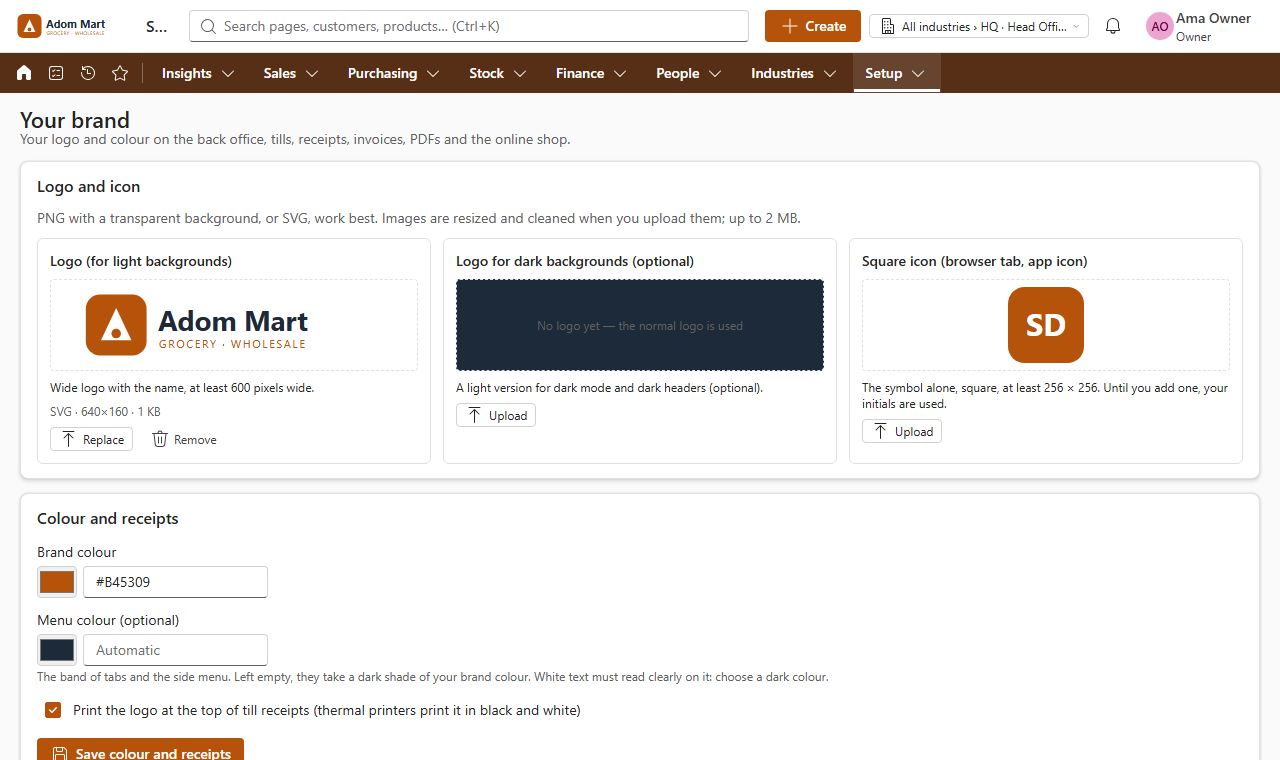 Adom Mart
GROCERY · WHOLESALE
S...
Search pages, customers, products... (Ctrl+K)
Create
All industries › HQ · Head Offi...
AO
Ama Owner
Owner
Insights
Sales
Purchasing
Stock
Finance
People
Industries
Setup
Your brand
Your logo and colour on the back office, tills, receipts, invoices, PDFs and the online shop.
Logo and icon
PNG with a transparent background, or SVG, work best. Images are resized and cleaned when you upload them; up to 2 MB.
Logo (for light backgrounds)
Adom Mart
GROCERY · WHOLESALE
Wide logo with the name, at least 600 pixels wide.
SVG · 640×160 · 1 KB
Replace
Remove
Logo for dark backgrounds (optional)
No logo yet — the normal logo is used
A light version for dark mode and dark headers (optional).
Upload
Square icon (browser tab, app icon)
SD
The symbol alone, square, at least 256 × 256. Until you add one, your
initials are used.
Upload
Colour and receipts
Brand colour
#B45309
Menu colour (optional)
Automatic
The band of tabs and the side menu. Left empty, they take a dark shade of your brand colour. White text must read clearly on it: choose a dark colour.
Print the logo at the top of till receipts (thermal printers print it in black and white)
Save colour and receipts